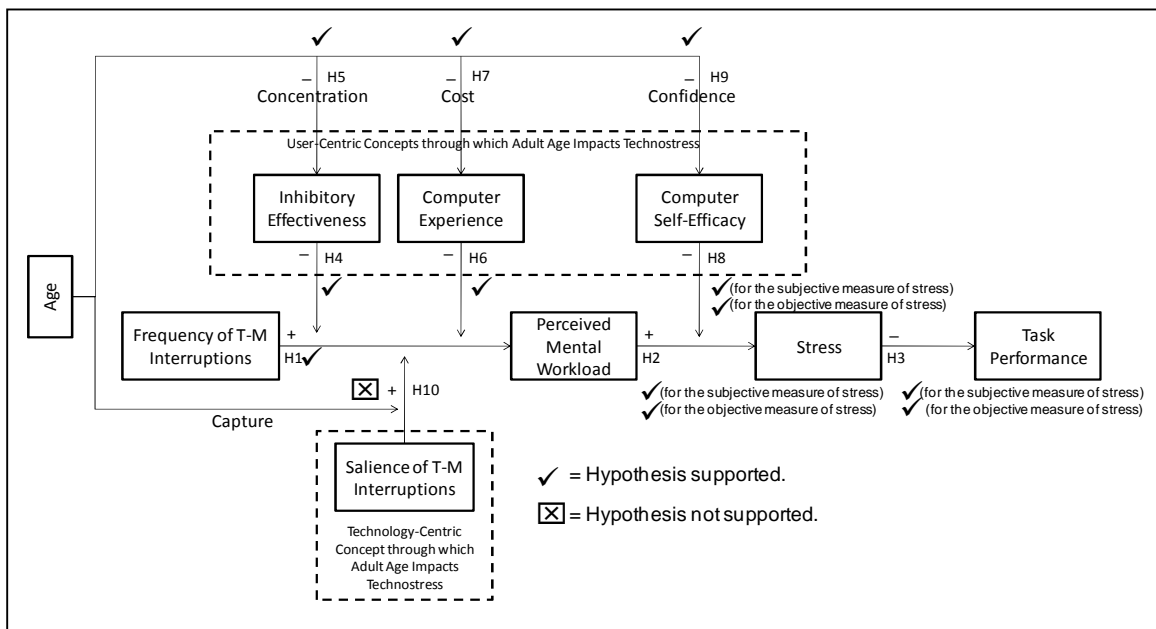 – H5
– H7
– H9
Concentration
Cost
Confidence
User-Centric Concepts through which Adult Age Impacts Technostress
Inhibitory
Effectiveness
Computer
Experience
Computer
Self-Efficacy
– H4
– H6
– H8
✓(for the subjective measure of stress)
✓(for the objective measure of stress)
Age
Frequency of T-M
Interruptions
+
H1
Perceived
Mental
Workload
+
H2
Stress
–
H3
Task
Performance
✓(for the subjective measure of stress)
✓(for the objective measure of stress)
✓(for the subjective measure of stress)
✓(for the objective measure of stress)
+ H10
Capture
Salience of T-M
Interruptions
Technology-Centric
Concept through which
Adult Age Impacts
Technostress
✓ = Hypothesis supported.
☒ = Hypothesis not supported.